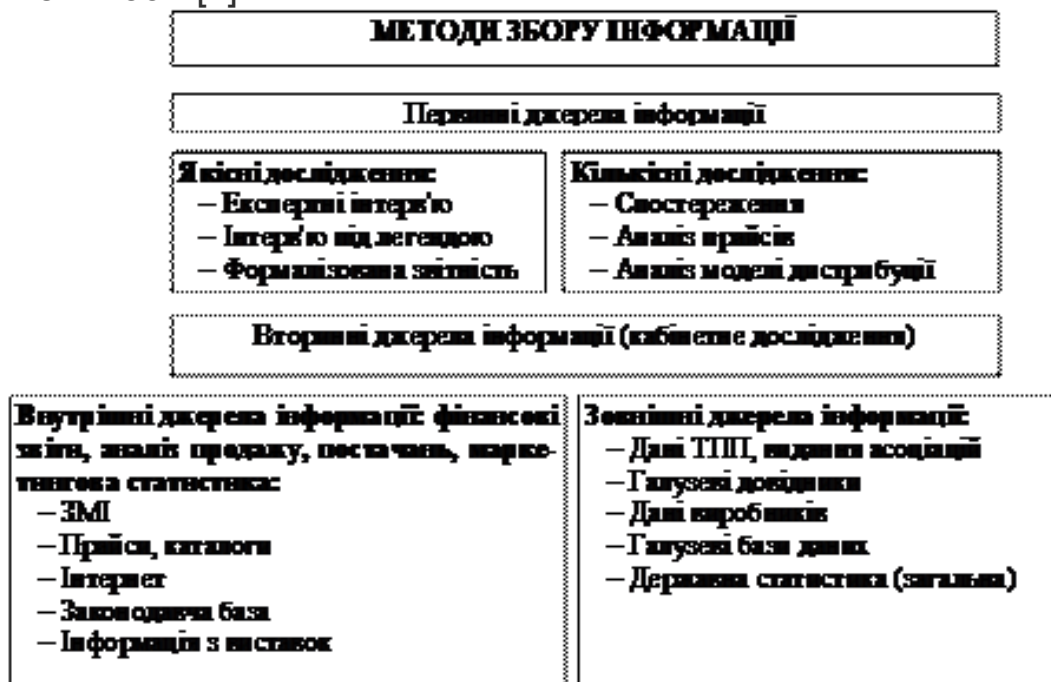 МЕТОДИ ЗБОРУ ІНФОРМАЦІЇ
Первинні джерела інформації
Якісні дослідження:
– Експертні інтерв'ю
– Інтерв'ю під легендою
– Формалізована звітність
Кількісні дослідження:
– Спостереження
– Аналіз прайсів
– Аналіз моделі дистрибуції
Вторинні джерела інформації (кабінетне дослідження)
Внутрішні джерела інформації: фінансові
звіти, аналіз продажу, постачань, марке-
тингова статистика:
– ЗМІ
– Прайси, каталоги
– Інтернет
– Законодавча база
– Інформація з виставок
Зовнішні джерела інформації:
– Дані ТПП, видання асоціацій
– Галузеві довідники
– Дані виробників
– Галузеві бази даних
– Державна статистика (загальна)